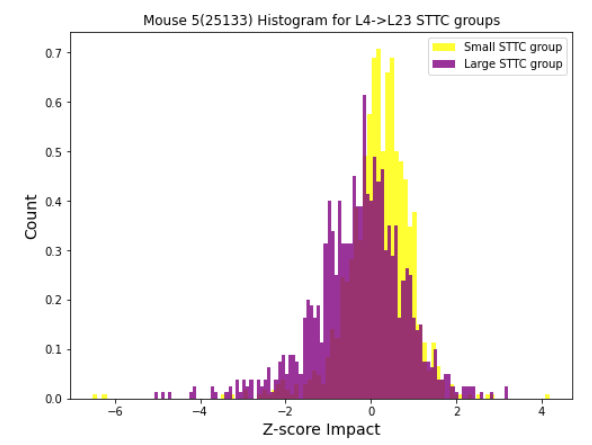 Mouse 5(25133) Histogram for L4->L23 STTC groups
Small STTC group
Large STTC group
0.7
0.6
0.5
0.4
0.3
0.2
0.1
0.0
Count
−6
−4
−2
0
2
4
Z-score Impact